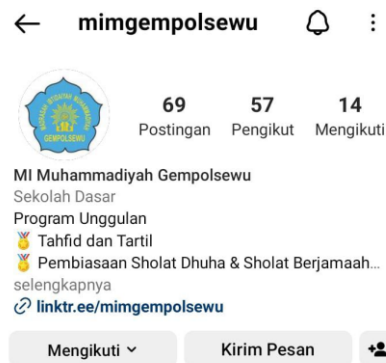 mimgempolsewu
GEMPOLSEWU
69 57 14
Postingan Pengikut Mengikuti
MI Muhammadiyah Gempolsewu
Sekolah Dasar
Program Unggulan
🏅 Tahfid dan Tartil
🏅 Pembiasaan Sholat Dhuha & Sholat Berjamaah...
selengkapnya
linktr.ee/mimgempolsewu
Mengikuti Kirim Pesan